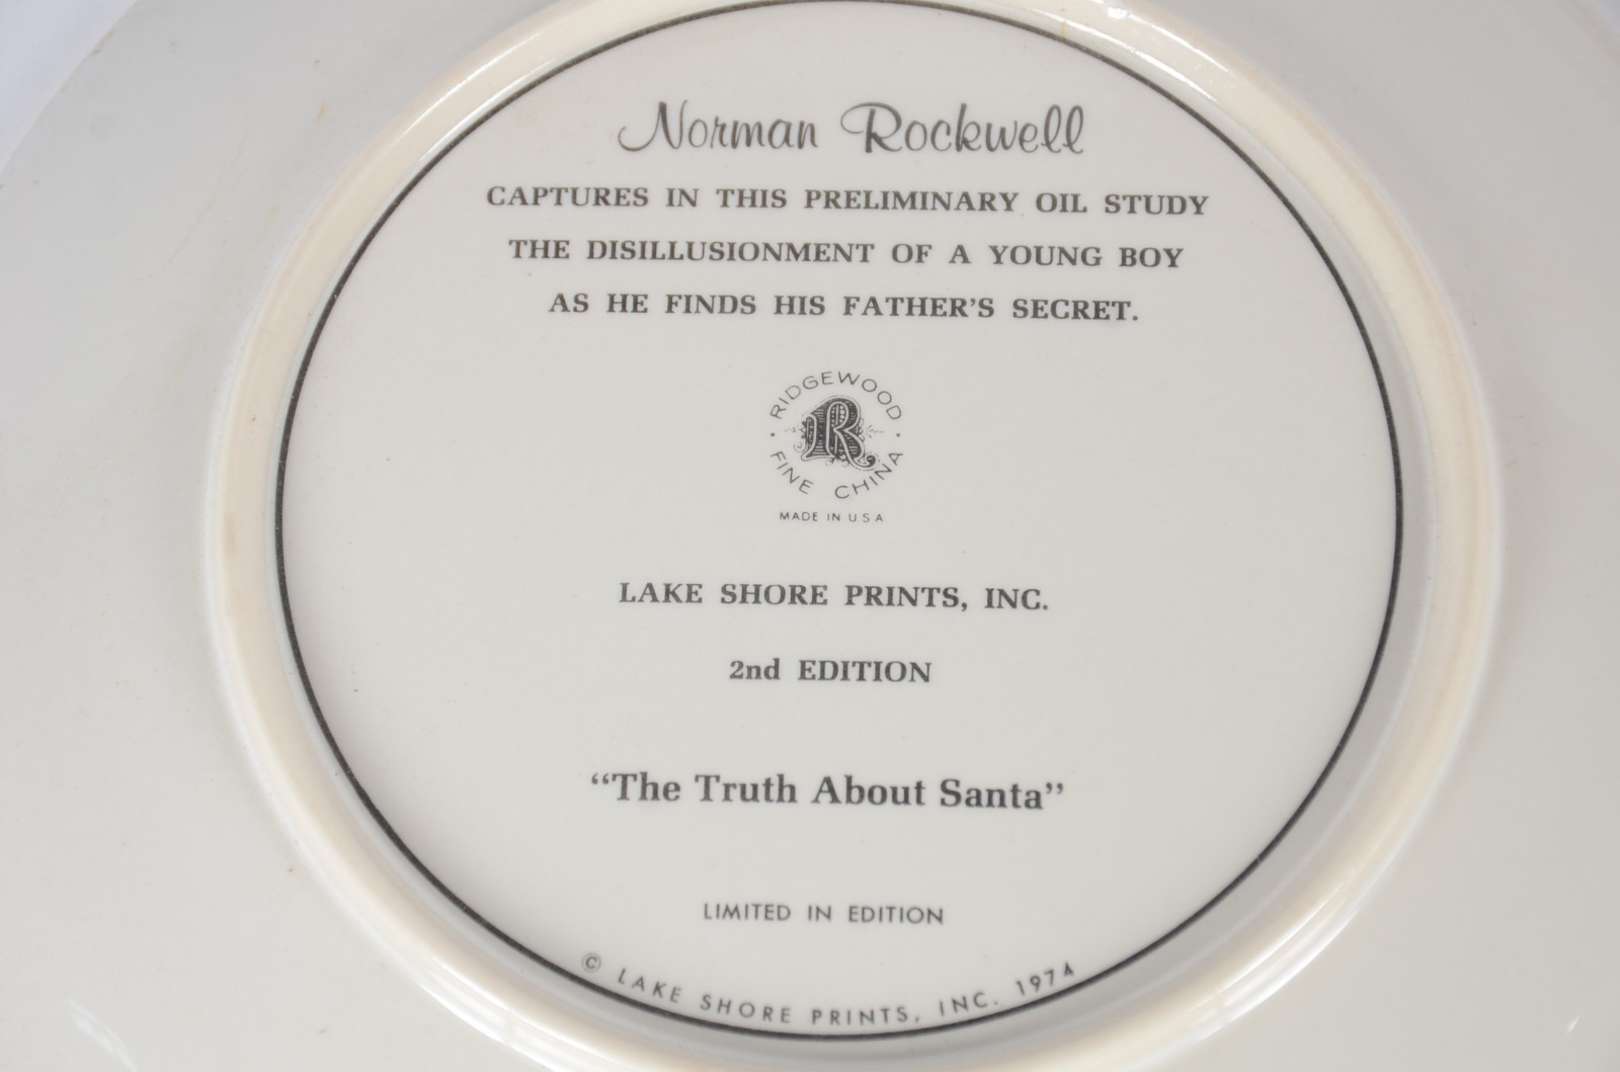 Norman Rockwell
CAPTURES IN THIS PRELIMINARY OIL STUDY
THE DISILLUSIONMENT OF A YOUNG BOY
AS HE FINDS HIS FATHER'S SECRET.
RIDGEWOOD
R
FINE CHINA
MADE IN U S A
LAKE SHORE PRINTS, INC.
2nd EDITION
“The Truth About Santa”
LIMITED IN EDITION
© LAKE SHORE PRINTS, INC. 1974